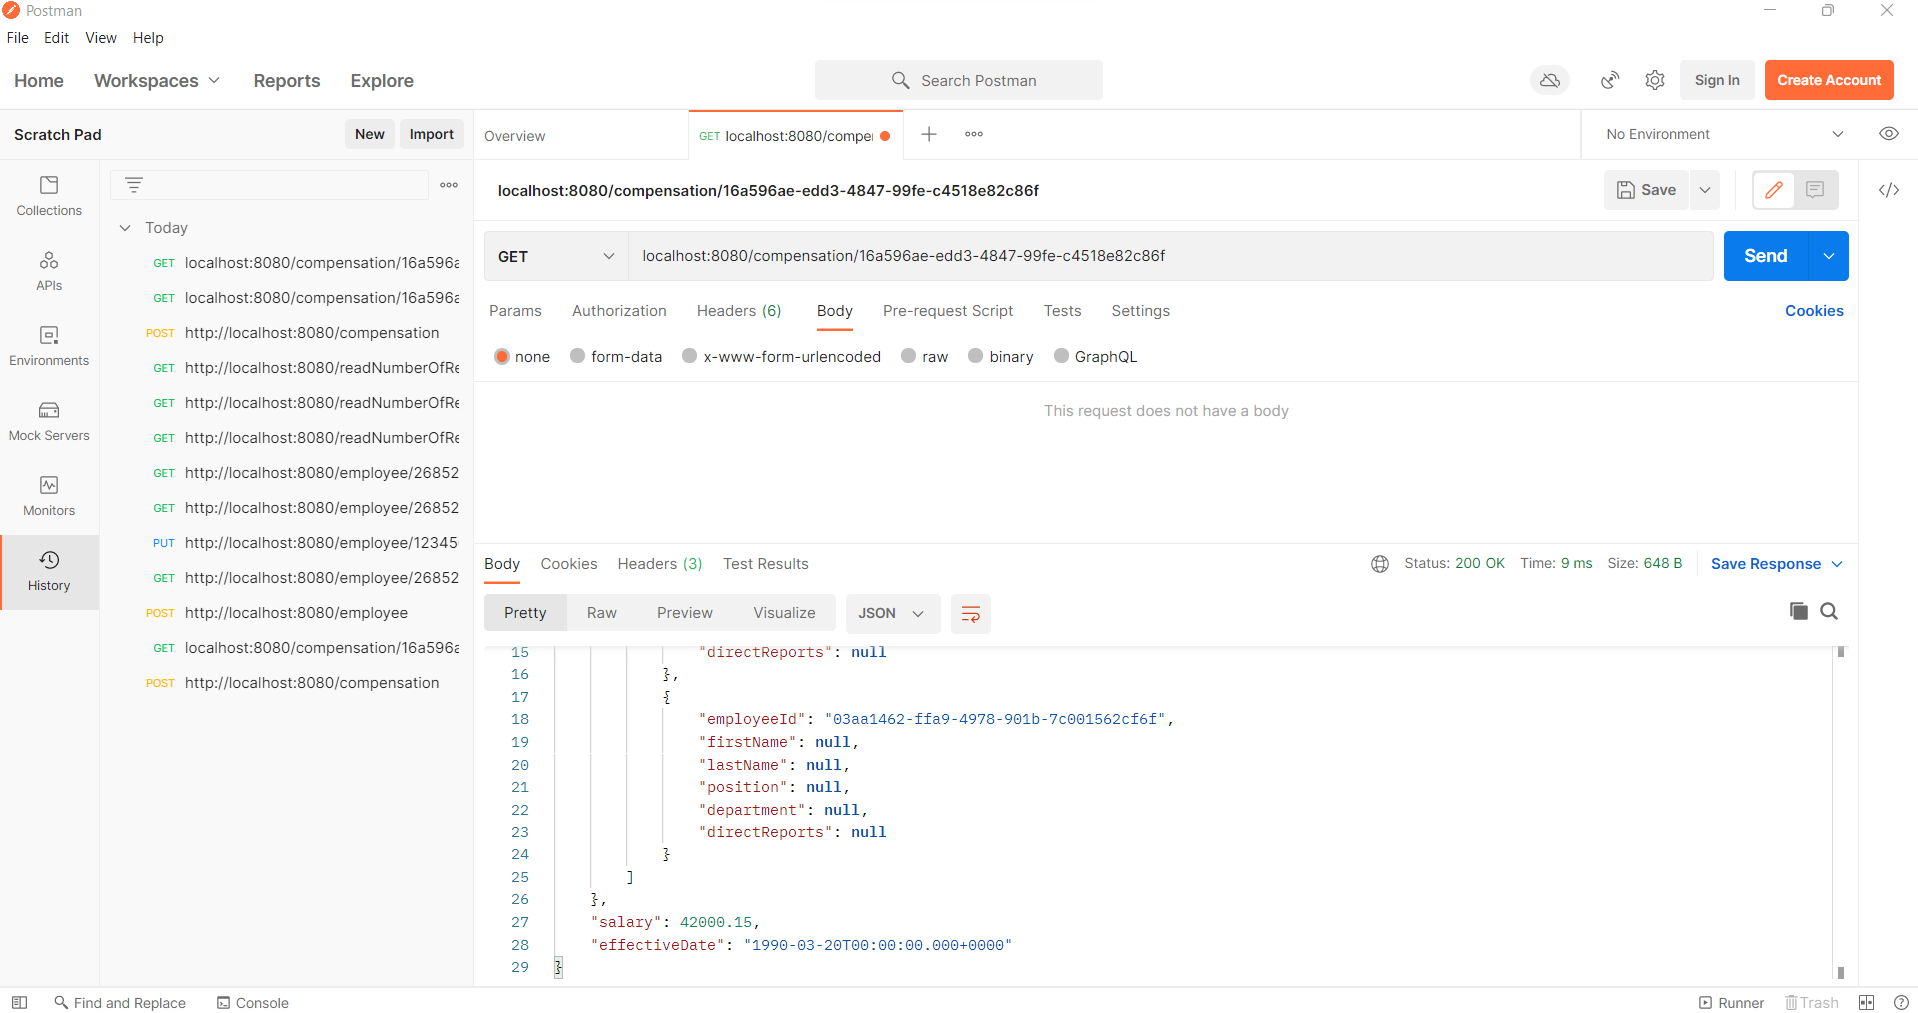 Postman
File Edit View Help
Home Workspaces Reports Explore Search Postman Sign In Create Account
Scratch Pad New Import Overview GET localhost:8080/compe No Environment
localhost:8080/compensation/16a596ae-edd3-4847-99fe-c4518e82c86f Save
Collections
APIs
Environments
Mock Servers
Monitors
History
Today
GET localhost:8080/compensation/16a596a
GET localhost:8080/compensation/16a596a
POST http://localhost:8080/compensation
GET http://localhost:8080/readNumberOfRe
GET http://localhost:8080/readNumberOfRe
GET http://localhost:8080/readNumberOfRe
GET http://localhost:8080/employee/26852
GET http://localhost:8080/employee/26852
PUT http://localhost:8080/employee/12345
GET http://localhost:8080/employee/26852
POST http://localhost:8080/employee
GET localhost:8080/compensation/16a596a
POST http://localhost:8080/compensation
GET localhost:8080/compensation/16a596ae-edd3-4847-99fe-c4518e82c86f Send
Params Authorization Headers (6) Body Pre-request Script Tests Settings Cookies
none form-data x-www-form-urlencoded raw binary GraphQL
This request does not have a body
Body Cookies Headers (3) Test Results Status: 200 OK Time: 9 ms Size: 648 B Save Response
Pretty Raw Preview Visualize JSON
15 "directReports": null
16 },
17 {
18 "employeeId": "03aa1462-ffa9-4978-901b-7c001562cf6f",
19 "firstName": null,
20 "lastName": null,
21 "position": null,
22 "department": null,
23 "directReports": null
24 }
25 ]
26 },
27 "salary": 42000.15,
28 "effectiveDate": "1990-03-20T00:00:00.000+0000"
29 }
Find and Replace Console Runner Trash